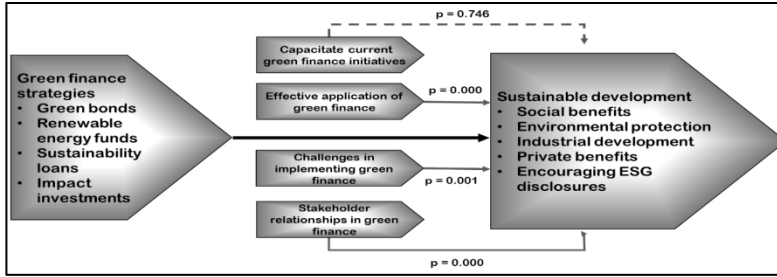 Green finance
strategies
• Green bonds
• Renewable
energy funds
• Sustainability
loans
• Impact
investments
p = 0.746
Capacitate current
green finance initiatives
Effective application of
green finance
p = 0.000
Challenges in
implementing green
finance
p = 0.001
Stakeholder
relationships in green
finance
p = 0.000
Sustainable development
• Social benefits
• Environmental protection
• Industrial development
• Private benefits
• Encouraging ESG
disclosures